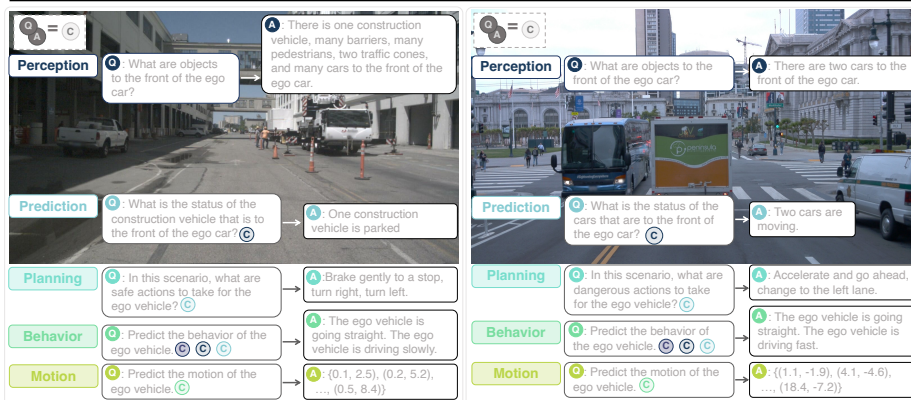 Q A = C
Perception
Q: What are objects
to the front of the ego
car?
A: There is one construction
vehicle, many barriers, many
pedestrians, two traffic cones,
and many cars to the front of the
ego car.
Prediction
Q: What is the status of the
construction vehicle that is to
the front of the ego car? C
A: One construction
vehicle is parked
Planning
Q: In this scenario, what are
safe actions to take for the
ego vehicle? C
A:Brake gently to a stop,
turn right, turn left.
Behavior
Q: Predict the behavior of the
ego vehicle. C C C
A: The ego vehicle is
going straight. The ego
vehicle is driving slowly.
Motion
Q: Predict the motion of the
ego vehicle. C
A: {0.1, 2.5), (0.2, 5.2),
..., (0.5, 8.4)}
Q A = C
Perception
Q: What are objects to the
front of the ego car?
A: There are two cars to the
front of the ego car.
peninsula
Prediction
Q: What is the status of the
cars that are to the front of
the ego car? C
A: Two cars are
moving.
Planning
Q: In this scenario, what are
dangerous actions to take
for the ego vehicle? C
A: Accelerate and go ahead,
change to the left lane.
Behavior
Q: Predict the behavior of
the ego vehicle. C C C
A: The ego vehicle is going
straight. The ego vehicle is
driving fast.
Motion
Q: Predict the motion of the
ego vehicle. C
A: {(1.1, -1.9), (4.1, -4.6),
..., (18.4, -7.2)}